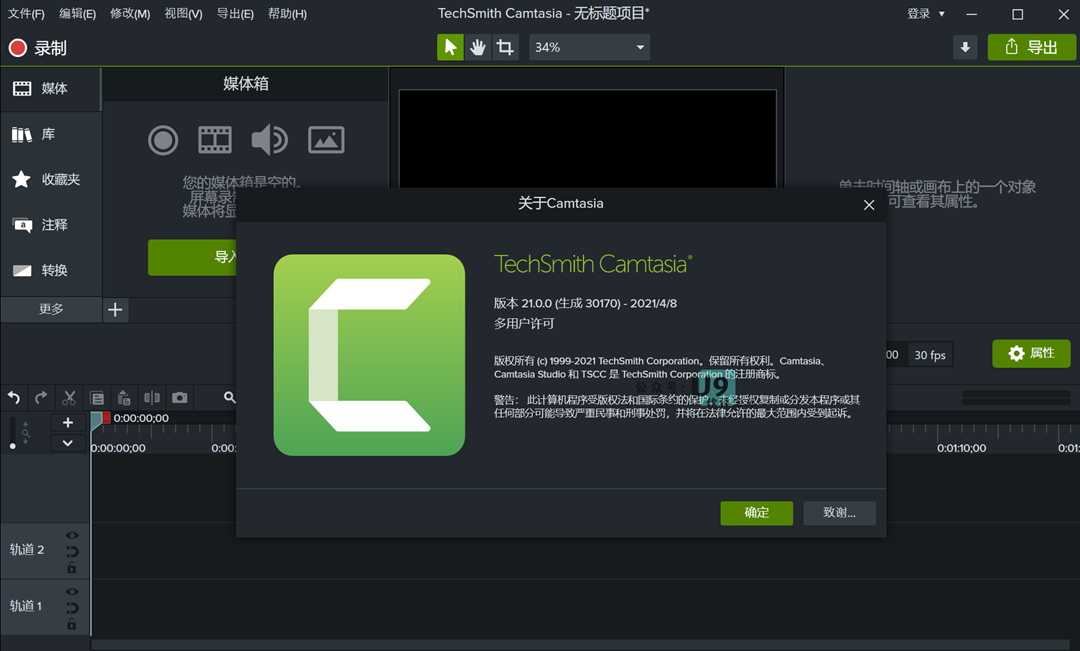 文件(F) 编辑(E) 修改(M) 视图(V) 导出(E) 帮助(H)
TechSmith Camtasia - 无标题项目*
登录
录制
34%
导出
媒体
库
收藏夹
注释
转换
更多
媒体箱
您的媒体箱是空的。
屏幕录
媒体将显
导入
单击时间轴或画布上的一个对象
可查看其属性。
关于Camtasia
TechSmith Camtasia®
版本 21.0.0 (生成 30170) - 2021/4/8
多用户许可
版权所有 (c) 1999-2021 TechSmith Corporation。保留所有权利。Camtasia、
Camtasia Studio 和 TSCC 是 TechSmith Corporation 的注册商标。
公众号：
J9
警告： 此计算机程序受版权法和国际条约的保护。未经授权复制或分发本程序或其
任何部分可能导致严重民事和刑事处罚，并将在法律允许的最大范围内受到起诉。
确定
致谢...
00
30 fps
属性
0:00:00;00
0:00:00;00
0:00:
0:01:10;00
0:01:
轨道 2
轨道 1